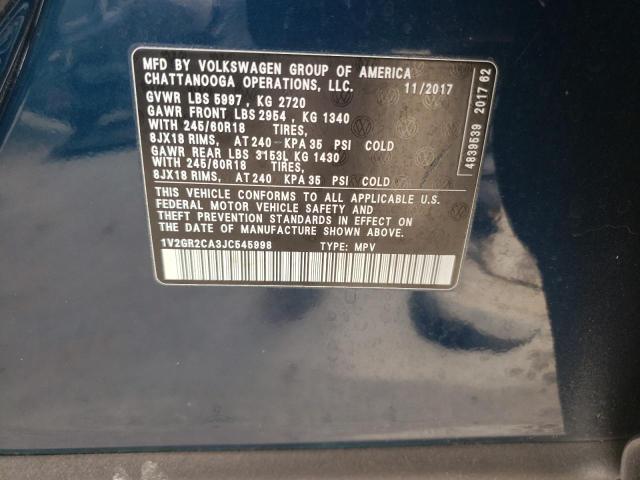 MFD BY VOLKSWAGEN GROUP OF AMERICA
CHATTANOOGA OPERATIONS, LLC. 11/2017
GVWR LBS 5997 , KG 2720
GAWR FRONT LBS 2954 , KG 1340
WITH 245/60R18 TIRES,
8JX18 RIMS, AT 240 KPA 35 PSI COLD
GAWR REAR LBS 3153L KG 1430
WITH 245/60R18 TIRES,
8JX18 RIMS, AT 240 KPA 35 PSI COLD
THIS VEHICLE CONFORMS TO ALL APPLICABLE U.S.
FEDERAL MOTOR VEHICLE SAFETY AND
THEFT PREVENTION STANDARDS IN EFFECT ON
THE DATE OF MANUFACTURE SHOWN ABOVE.
1V2GR2CA3JC545998 TYPE: MPV
4839539 2017 62